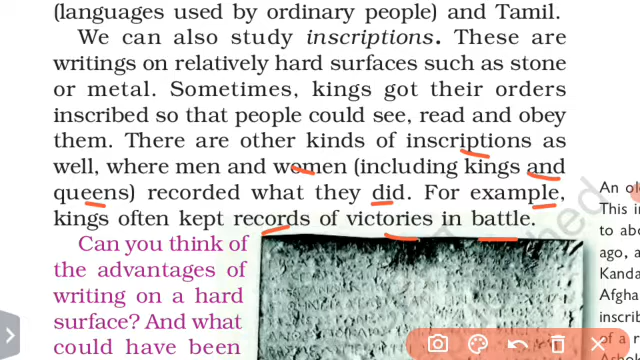 (languages used by ordinary people) and Tamil.
We can also study inscriptions. These are
writings on relatively hard surfaces such as stone
or metal. Sometimes, kings got their orders
inscribed so that people could see, read and obey
them. There are other kinds of inscriptions as
well, where men and women (including kings and
queens) recorded what they did. For example,
kings often kept records of victories in battle.
Can you think of
the advantages of
writing on a hard
surface? And what
could have been
An ol
This i
to abo
ago, a
Kanda
Afgha
inscrib
of a r
Ashok